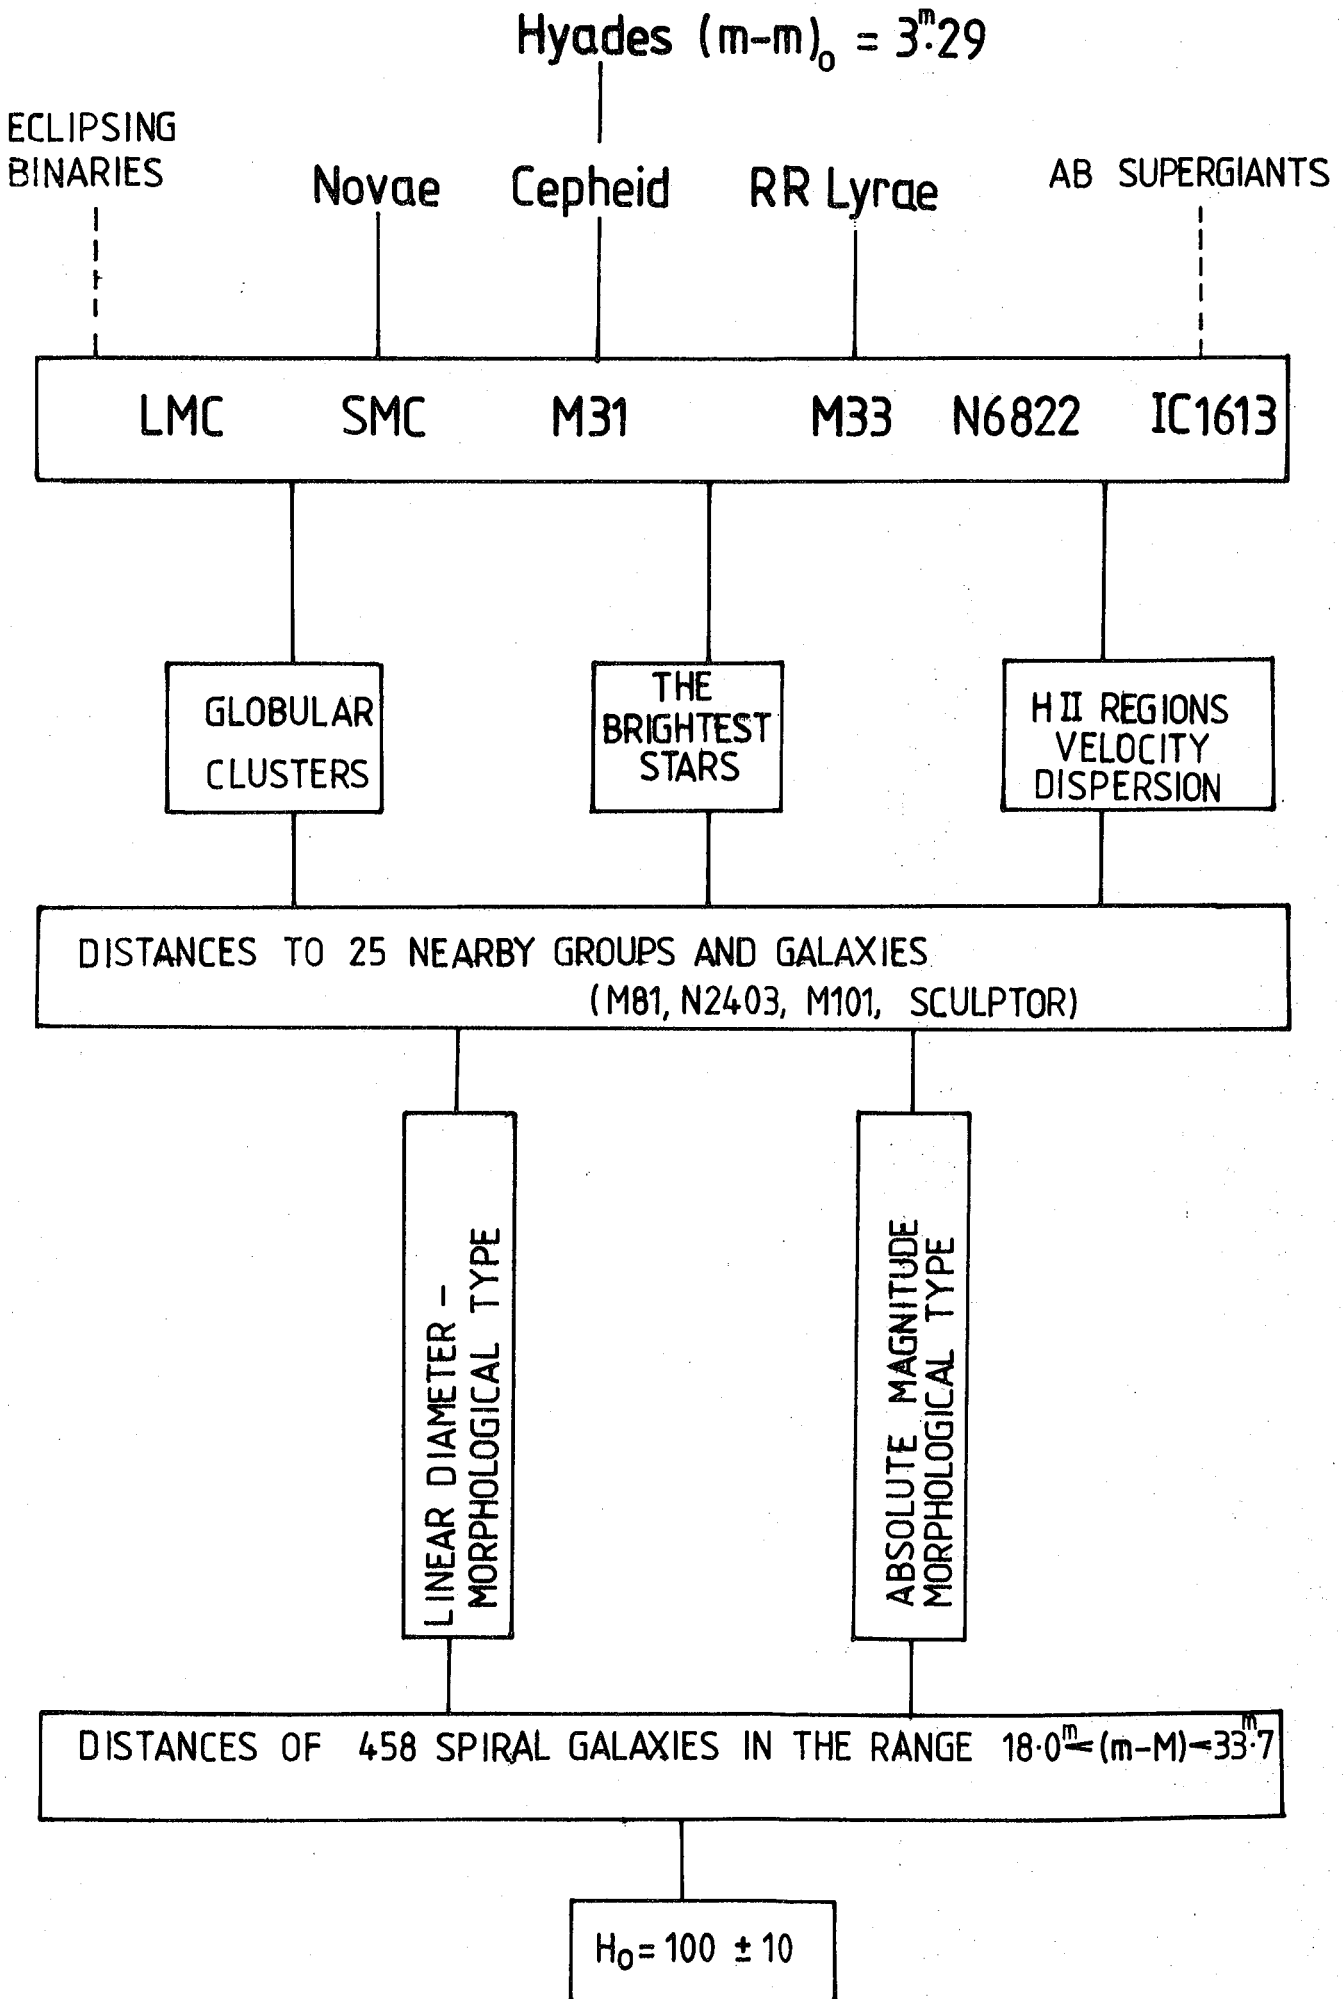 Hyades (m-m)₀ = 3ᵐ.29
ECLIPSING
BINARIES
Novae
Cepheid
RR Lyrae
AB SUPERGIANTS
LMC SMC M31 M33 N6822 IC1613
GLOBULAR
CLUSTERS
THE
BRIGHTEST
STARS
HII REGIONS
VELOCITY
DISPERSION
DISTANCES TO 25 NEARBY GROUPS AND GALAXIES
(M81, N2403, M101, SCULPTOR)
LINEAR DIAMETER –
MORPHOLOGICAL TYPE
ABSOLUTE MAGNITUDE
MORPHOLOGICAL TYPE
DISTANCES OF 458 SPIRAL GALAXIES IN THE RANGE 18·0ᵐ<(m-M)<33ᵐ·7
H₀ = 100 ± 10